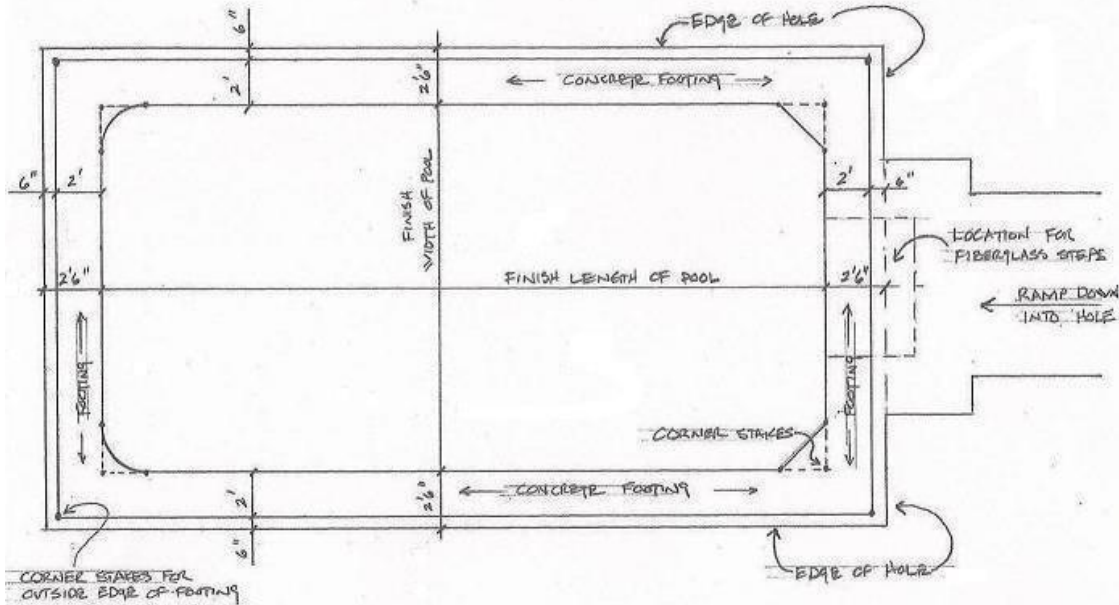 EDGE OF HOLE
6"
2'
2'6"
CONCRETE FOOTING
6"
2'
2'
6"
FINISH
WIDTH OF POOL
LOCATION FOR
FIBERGLASS STEPS
2'6"
FINISH LENGTH OF POOL
2'6"
RAMP DOWN
INTO HOLE
FOOTING
FOOTING
CORNER STAKES
2'
2'6"
CONCRETE FOOTING
6"
EDGE OF HOLE
CORNER STAKES FOR
OUTSIDE EDGE OF FOOTING